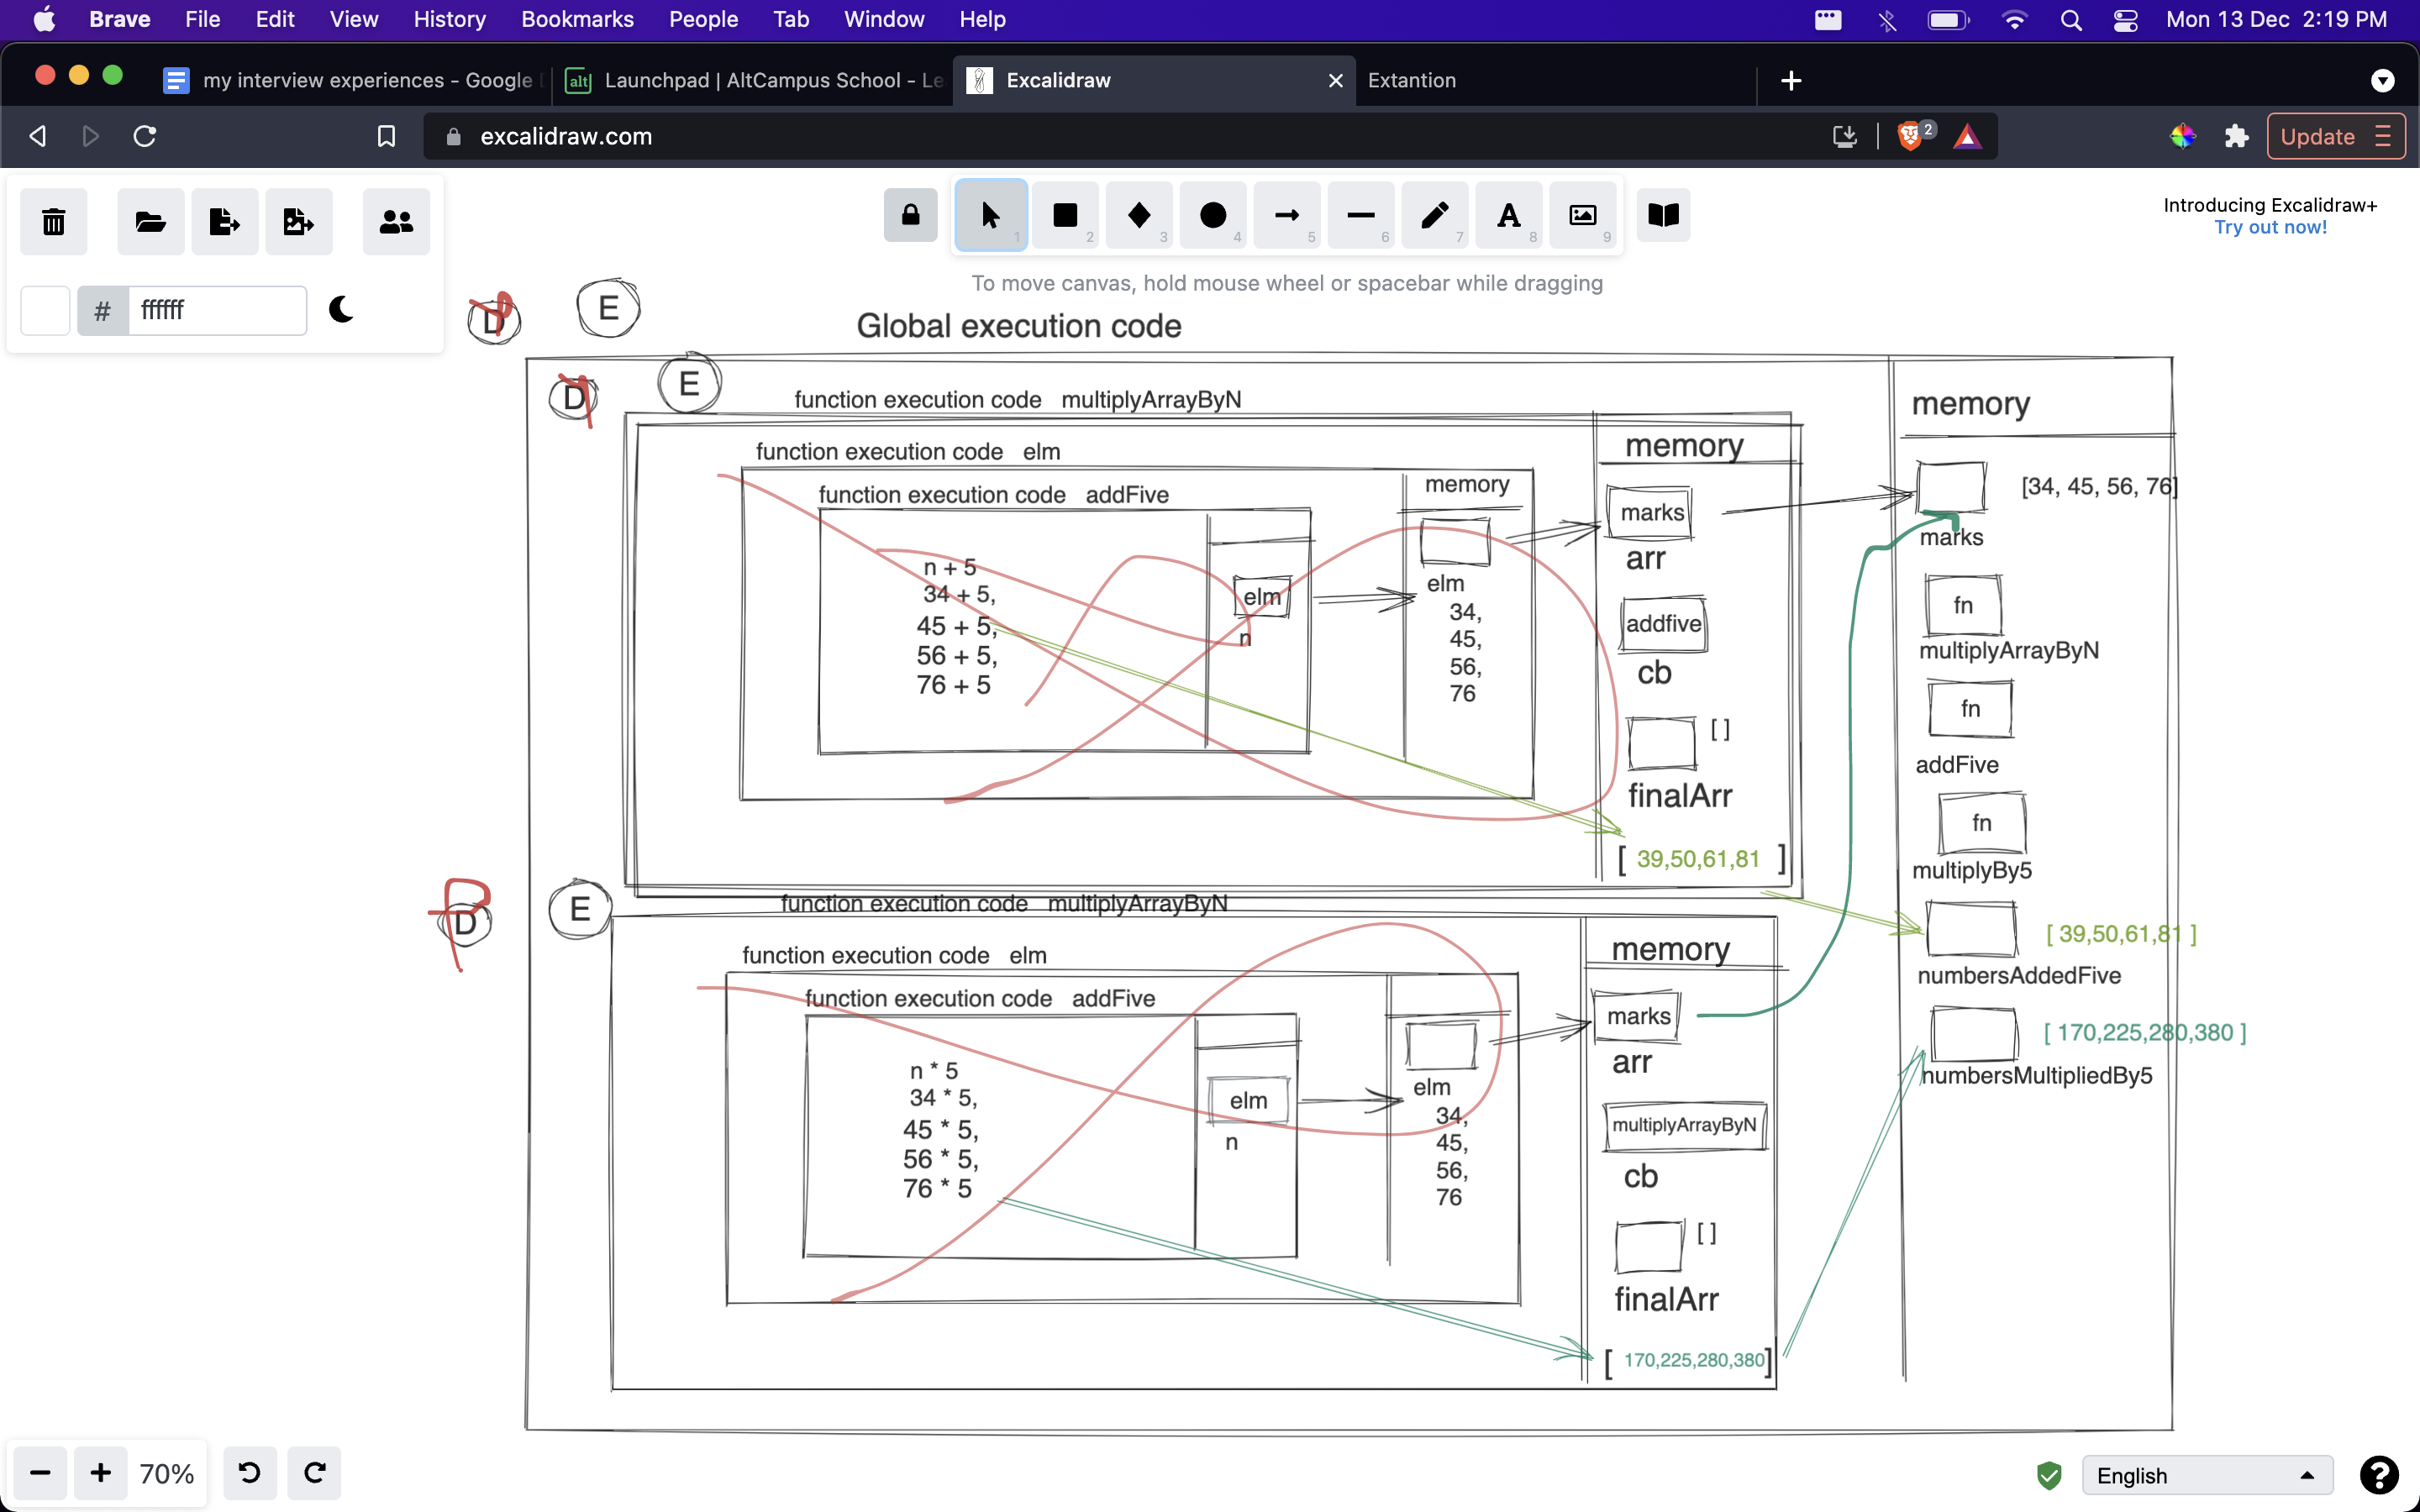 Brave File Edit View History Bookmarks People Tab Window Help Mon 13 Dec 2:19 PM
my interview experiences - Google
alt Launchpad | AltCampus School - Le
Excalidraw
Extantion
excalidraw.com
2
Update
1 2 3 4 5 6 7 A 8 9
Introducing Excalidraw+
Try out now!
To move canvas, hold mouse wheel or spacebar while dragging
# ffffff
D
E
Global execution code
D
E
function execution code multiplyArrayByN
memory
function execution code elm
memory
function execution code addFive
memory
n + 5
34 + 5,
45 + 5,
56 + 5,
76 + 5
elm
n
elm
34,
45,
56,
76
marks
arr
addfive
cb
[ ]
finalArr
[ 39,50,61,81 ]
[34, 45, 56, 76]
marks
fn
multiplyArrayByN
fn
addFive
fn
multiplyBy5
[ 39,50,61,81 ]
numbersAddedFive
[ 170,225,280,380 ]
numbersMultipliedBy5
D
E
function execution code multiplyArrayByN
function execution code elm
memory
function execution code addFive
n * 5
34 * 5,
45 * 5,
56 * 5,
76 * 5
elm
n
elm
34,
45,
56,
76
marks
arr
multiplyArrayByN
cb
[ ]
finalArr
[ 170,225,280,380]
70%
English
?